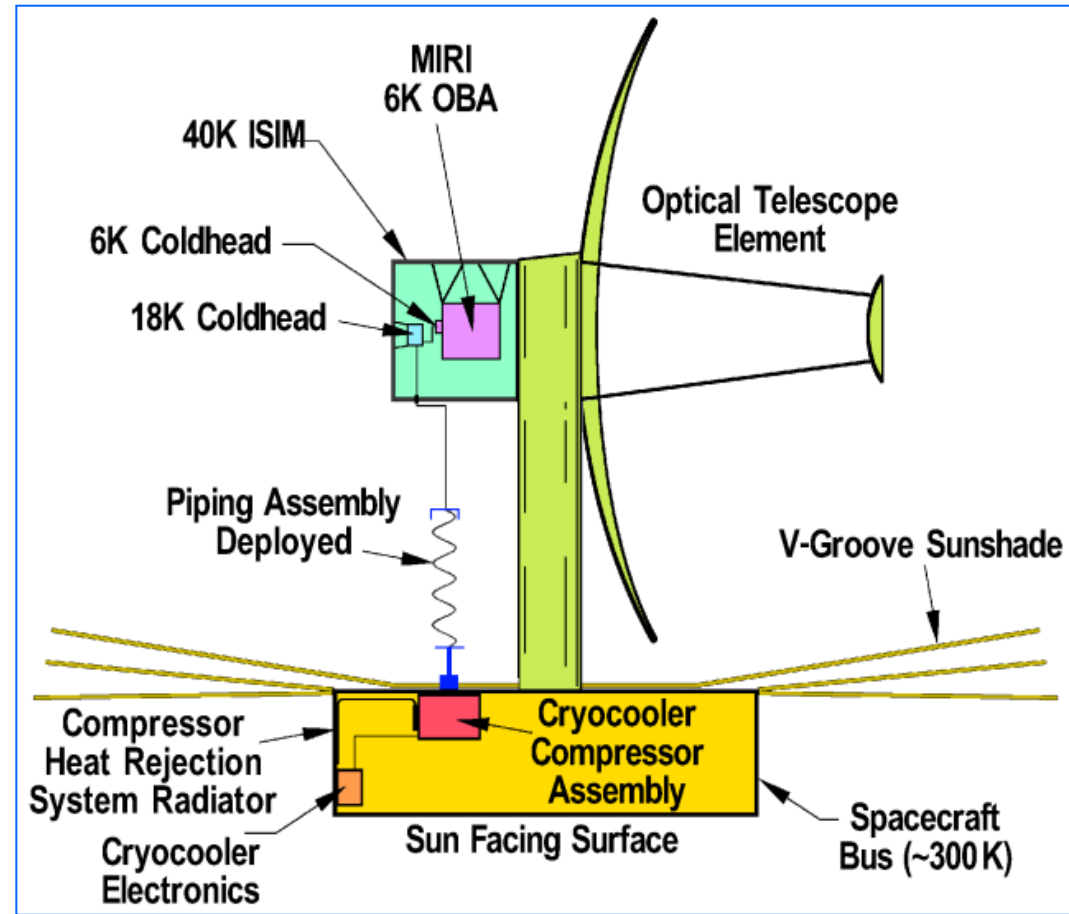 MIRI
6K OBA
40K ISIM
6K Coldhead
18K Coldhead
Optical Telescope
Element
Piping Assembly
Deployed
V-Groove Sunshade
Compressor
Heat Rejection
System Radiator
Cryocooler
Electronics
Cryocooler
Compressor
Assembly
Sun Facing Surface
Spacecraft
Bus (~300K)